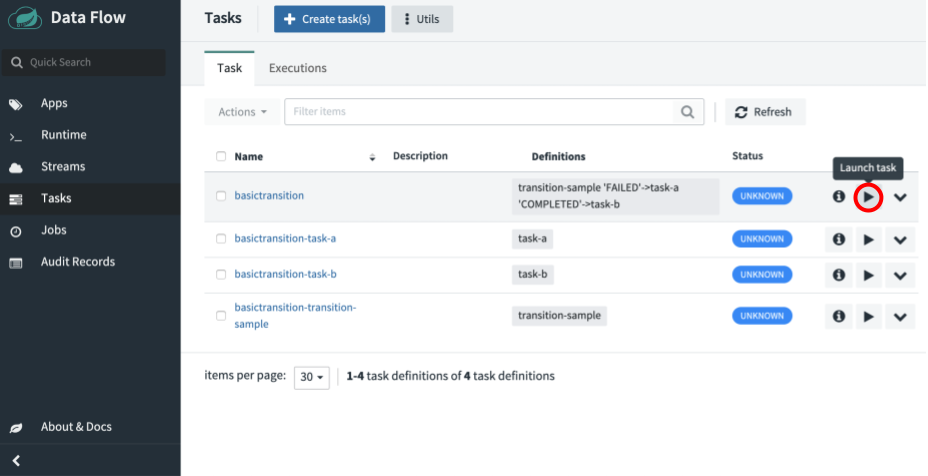 Data Flow
Quick Search
Apps
Runtime
Streams
Tasks
Jobs
Audit Records
About & Docs
Tasks
Create task(s)
Utils
Task
Executions
Actions
Filter items
Refresh
Name
Description
Definitions
Status
Launch task
basictransition
transition-sample 'FAILED'->task-a
'COMPLETED'->task-b
UNKNOWN
basictransition-task-a
task-a
UNKNOWN
basictransition-task-b
task-b
UNKNOWN
basictransition-transition-
sample
transition-sample
UNKNOWN
items per page: 30
1-4 task definitions of 4 task definitions